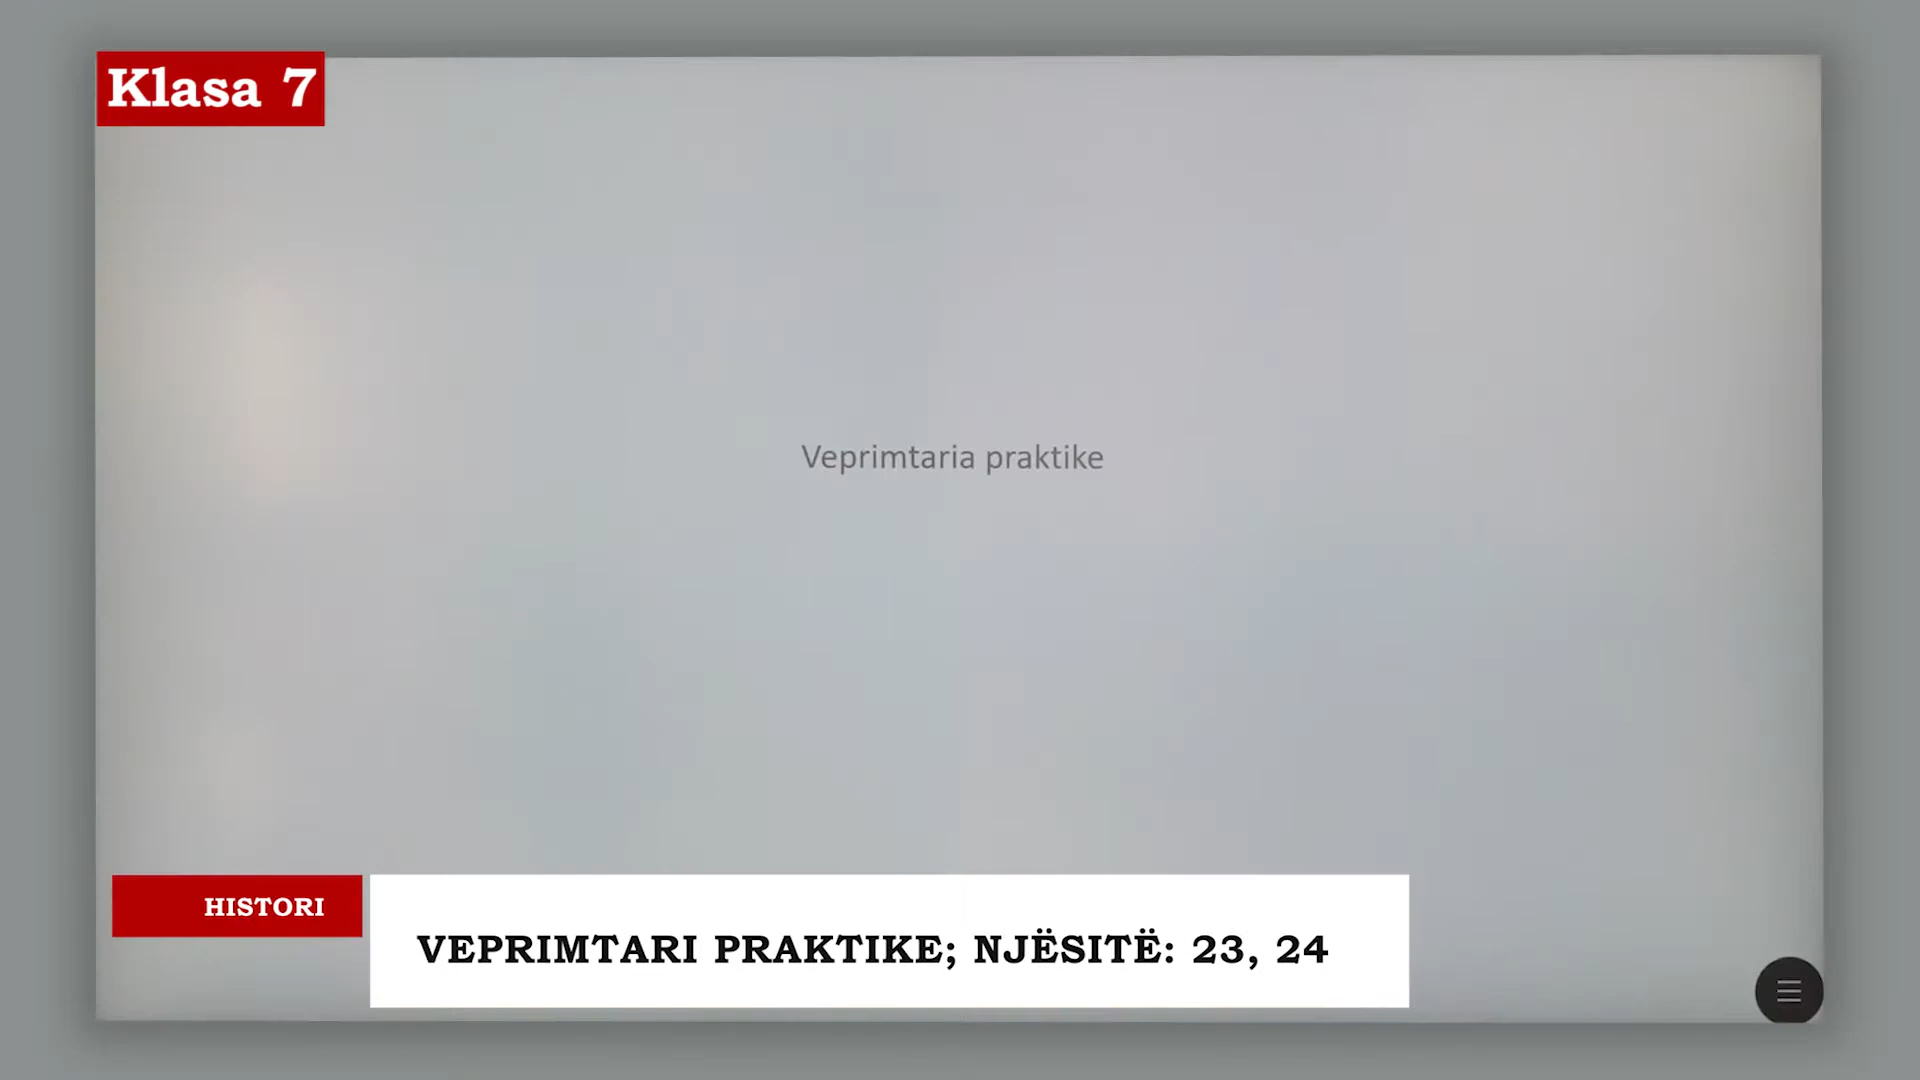 Klasa 7
Veprimtaria praktike
HISTORI
VEPRIMTARI PRAKTIKE; NJËSITË: 23, 24